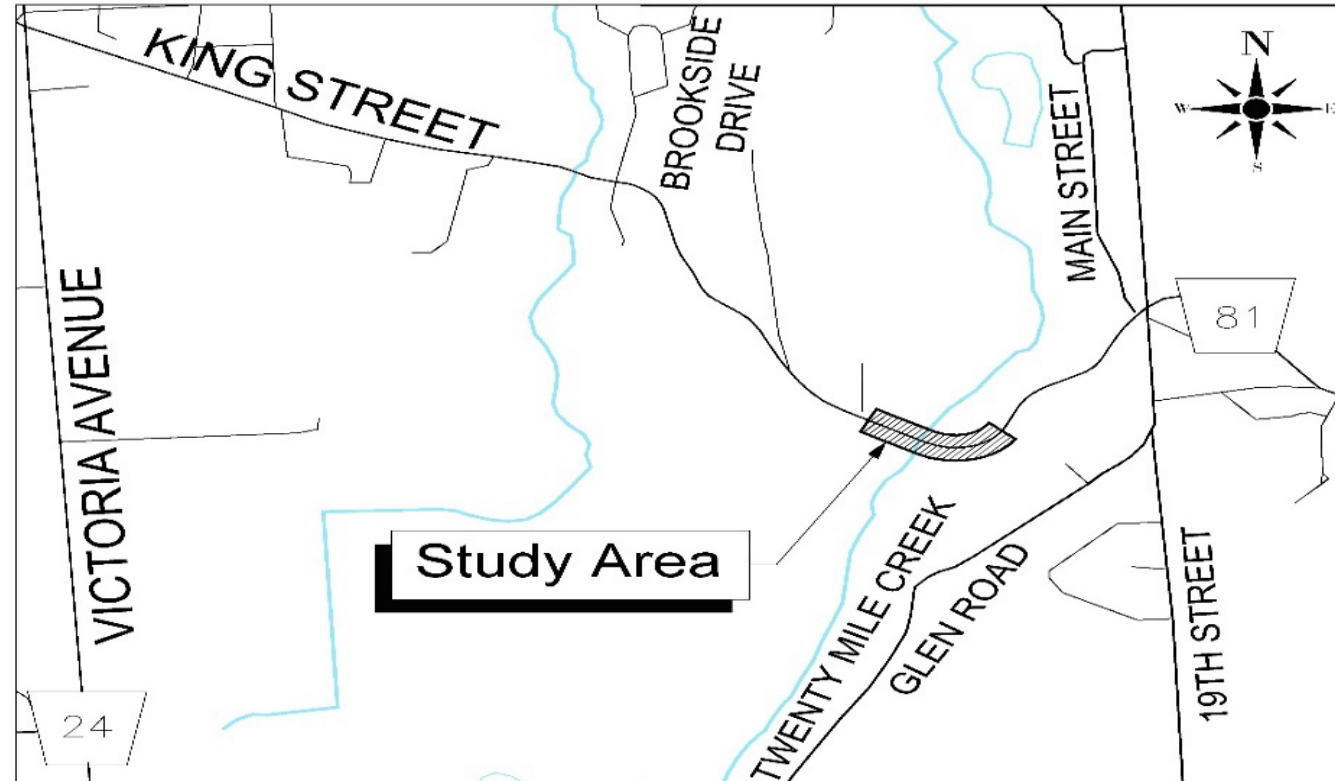 KING STREET
BROOKSIDE
DRIVE
N
W
E
S
MAIN STREET
81
VICTORIA AVENUE
Study Area
TWENTY MILE CREEK
GLEN ROAD
19TH STREET
24